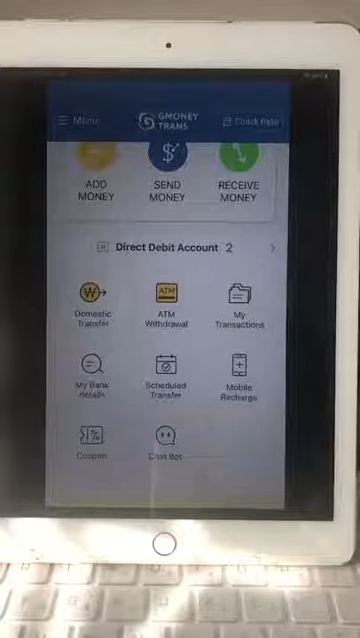 Menu
GMONEY
TRANS
Check Rate
ADD
MONEY
SEND
MONEY
RECEIVE
MONEY
Direct Debit Account 2
Domestic
Transfer
ATM
ATM
Withdrawal
My
Transactions
My Bank
details
Scheduled
Transfer
Mobile
Recharge
Coupon
Chat Bot